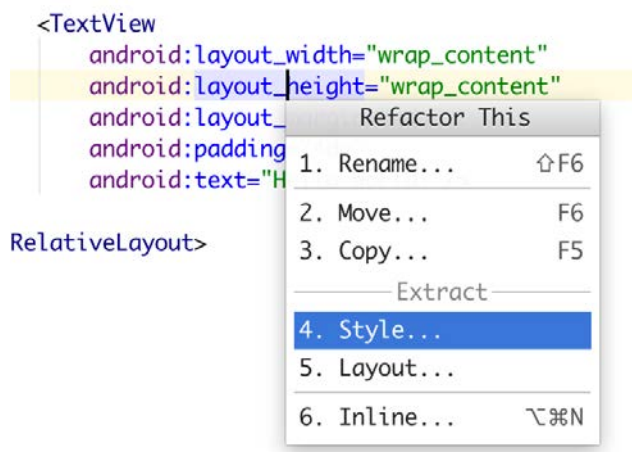 <TextView
android:layout_width="wrap_content"
android:layout_height="wrap_content"
android:layout_
android:padding
android:text="H
RelativeLayout>
Refactor This
1. Rename... ⇧F6
2. Move... F6
3. Copy... F5
Extract
4. Style...
5. Layout...
6. Inline... ⌥⌘N